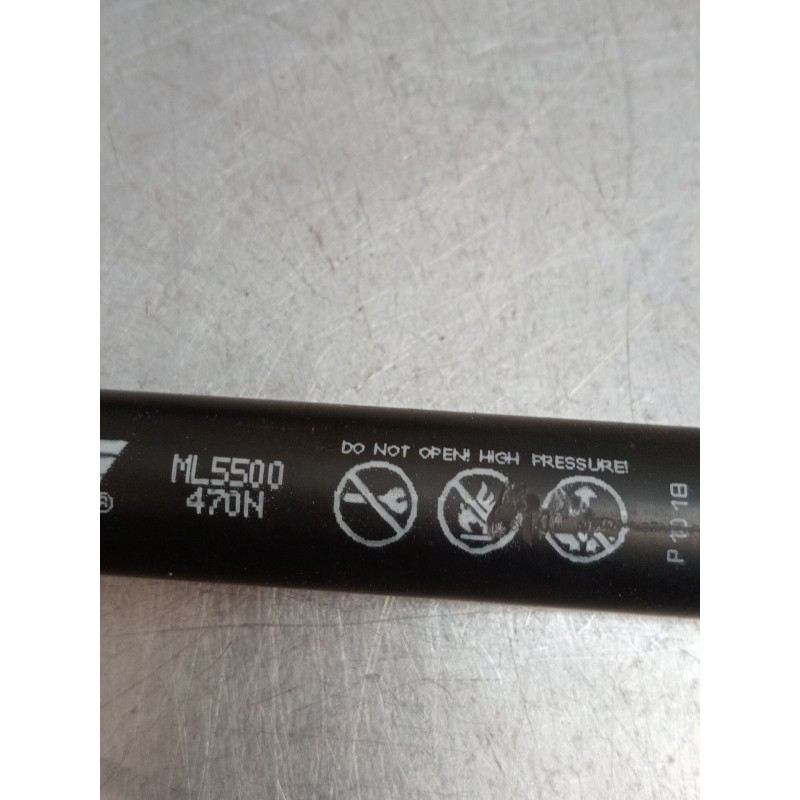 ®
ML5500
470N
DO NOT OPEN! HIGH PRESSURE!